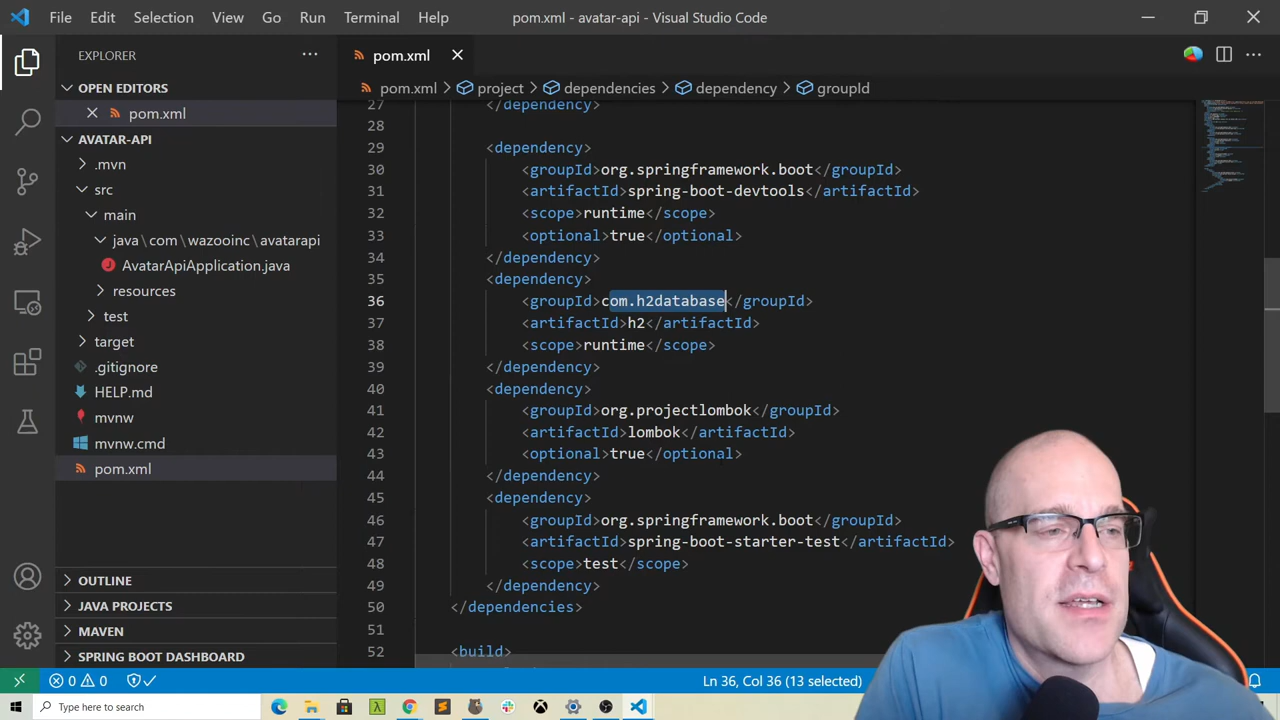 File Edit Selection View Go Run Terminal Help pom.xml - avatar-api - Visual Studio Code
EXPLORER
OPEN EDITORS
pom.xml
AVATAR-API
.mvn
src
main
java\com\wazooinc\avatarapi
AvatarApiApplication.java
resources
test
target
.gitignore
HELP.md
mvnw
mvnw.cmd
pom.xml
OUTLINE
JAVA PROJECTS
MAVEN
SPRING BOOT DASHBOARD
pom.xml
pom.xml > project > dependencies > dependency > groupId
27 </dependency>
28
29 <dependency>
30 <groupId>org.springframework.boot</groupId>
31 <artifactId>spring-boot-devtools</artifactId>
32 <scope>runtime</scope>
33 <optional>true</optional>
34 </dependency>
35 <dependency>
36 <groupId>com.h2database</groupId>
37 <artifactId>h2</artifactId>
38 <scope>runtime</scope>
39 </dependency>
40 <dependency>
41 <groupId>org.projectlombok</groupId>
42 <artifactId>lombok</artifactId>
43 <optional>true</optional>
44 </dependency>
45 <dependency>
46 <groupId>org.springframework.boot</groupId>
47 <artifactId>spring-boot-starter-test</artifactId>
48 <scope>test</scope>
49 </dependency>
50 </dependencies>
51
52 <build>
0 0 Ln 36, Col 36 (13 selected)
Type here to search